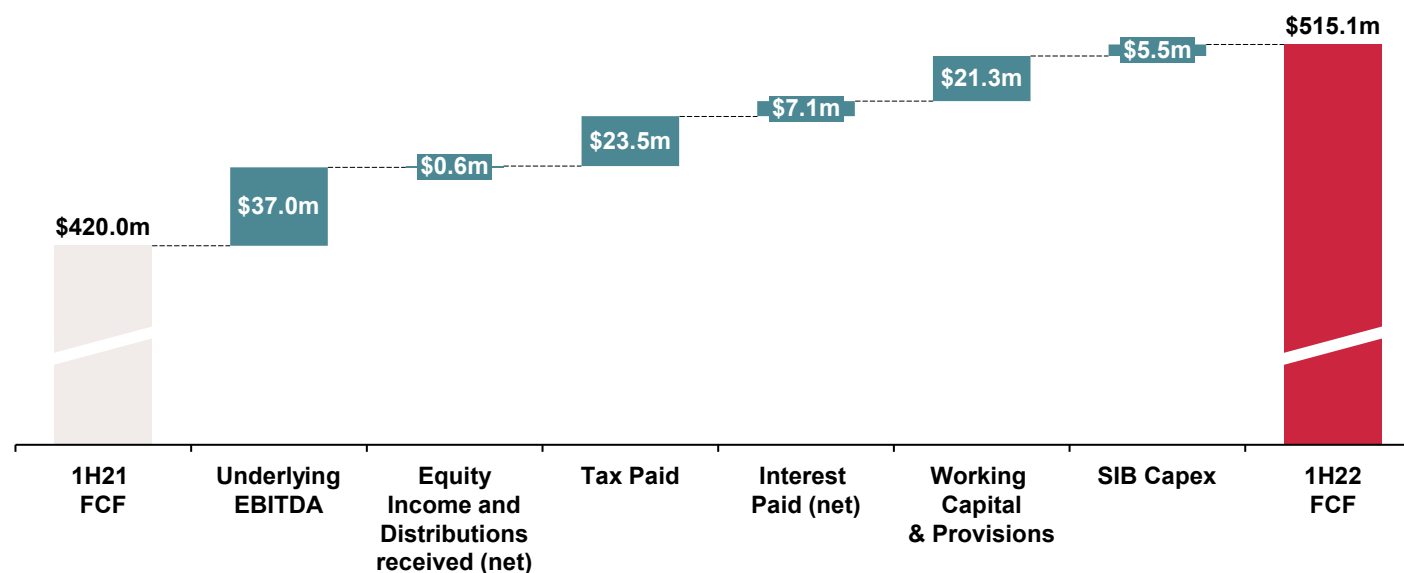 $515.1m
$5.5m
$21.3m
$7.1m
$23.5m
$0.6m
$37.0m
$420.0m
1H21
FCF
Underlying
EBITDA
Equity
Income and
Distributions
received (net)
Tax Paid
Interest
Paid (net)
Working
Capital
& Provisions
SIB Capex
1H22
FCF